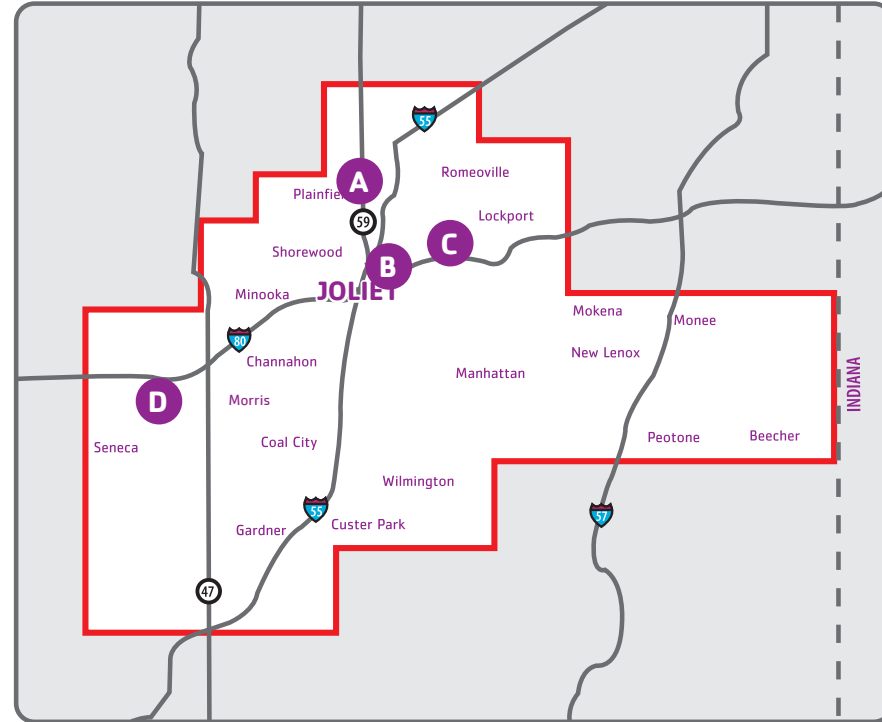 55
Romeoville
A
Plainfie
59
Lockport
Shorewood
C
B
JOLIET
Minooka
Mokena
Monee
80
New Lenox
Channahon
Manhattan
INDIANA
D
Morris
Seneca
Coal City
Peotone
Beecher
Wilmington
55
57
Gardner
Custer Park
47